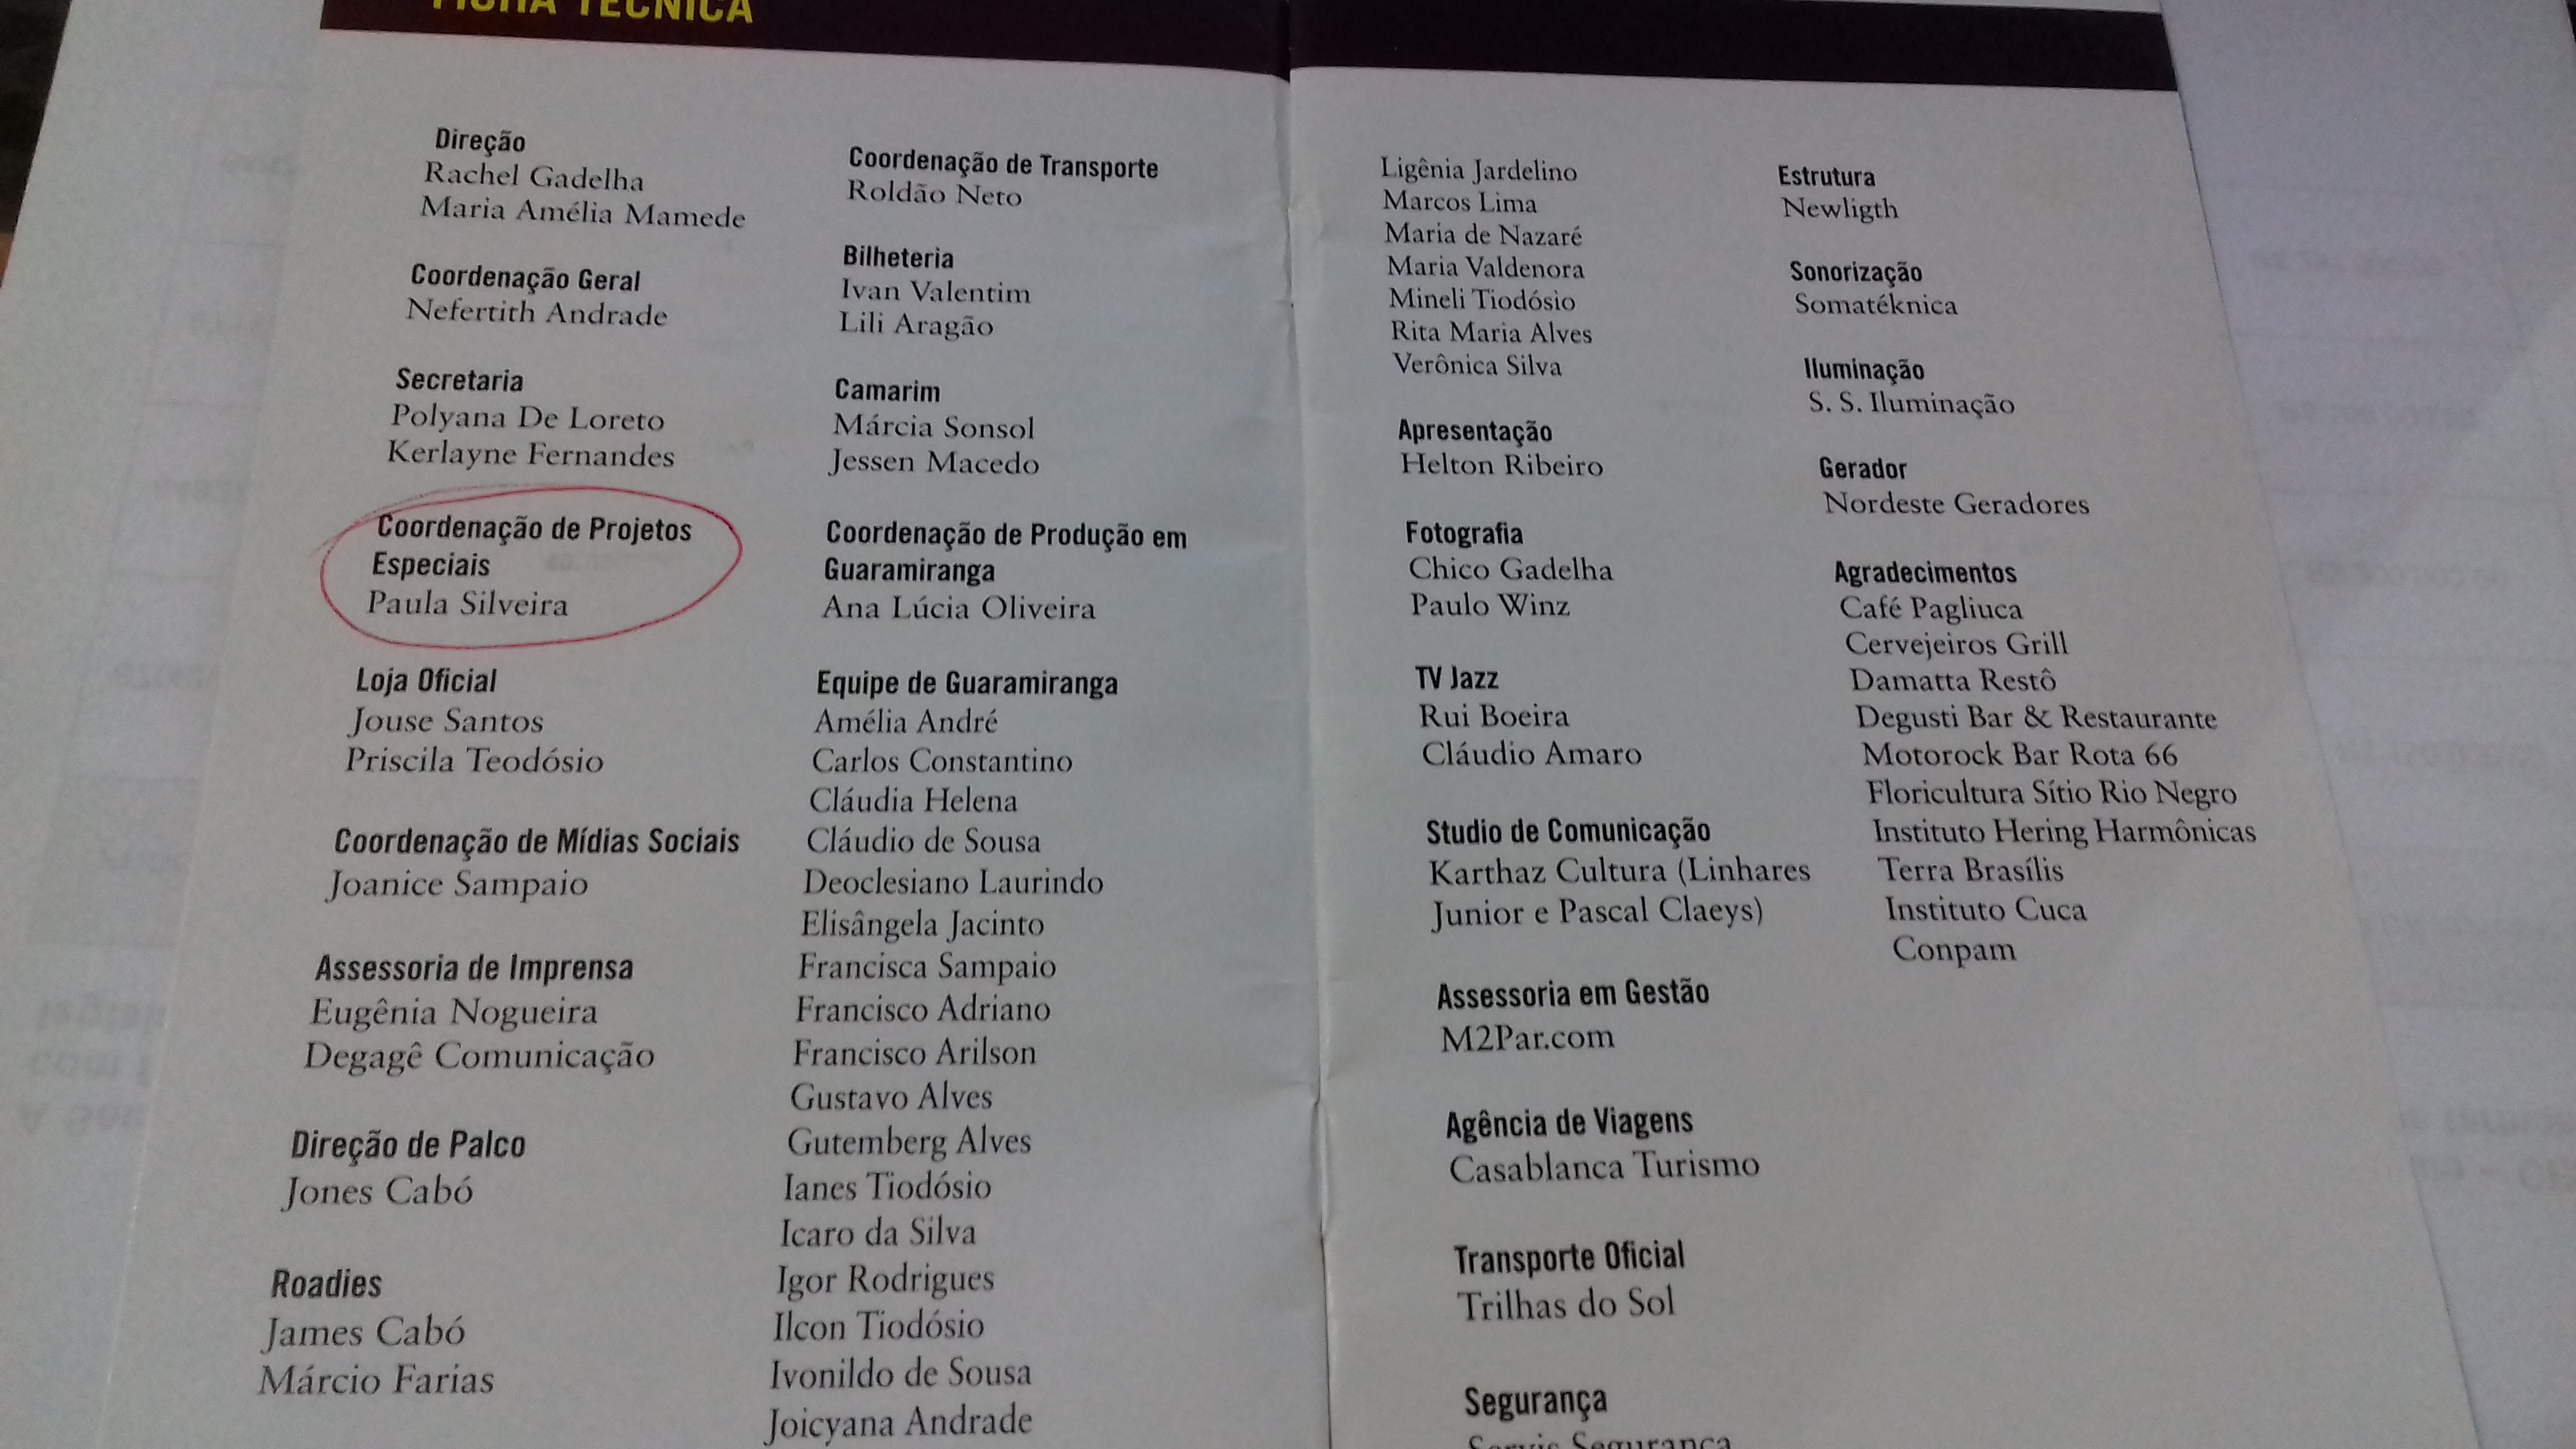 FICHA TÉCNICA
Direção
Rachel Gadelha
Maria Amélia Mamede
Coordenação Geral
Nefertith Andrade
Secretaria
Polyana De Loreto
Kerlayne Fernandes
Coordenação de Projetos
Especiais
Paula Silveira
Loja Oficial
Jouse Santos
Priscila Teodósio
Coordenação de Mídias Sociais
Joanice Sampaio
Assessoria de Imprensa
Eugênia Nogueira
Degagê Comunicação
Direção de Palco
Jones Cabó
Roadies
James Cabó
Márcio Farias
Coordenação de Transporte
Roldão Neto
Bilheteria
Ivan Valentim
Lili Aragão
Camarim
Márcia Sonsol
Jessen Macedo
Coordenação de Produção em
Guaramiranga
Ana Lúcia Oliveira
Equipe de Guaramiranga
Amélia André
Carlos Constantino
Cláudia Helena
Cláudio de Sousa
Deoclesiano Laurindo
Elisângela Jacinto
Francisca Sampaio
Francisco Adriano
Francisco Arilson
Gustavo Alves
Gutemberg Alves
Ianes Tiodósio
Icaro da Silva
Igor Rodrigues
Ilcon Tiodósio
Ivonildo de Sousa
Joicyana Andrade
Ligênia Jardelino
Marcos Lima
Maria de Nazaré
Maria Valdenora
Mineli Tiodósio
Rita Maria Alves
Verônica Silva
Apresentação
Helton Ribeiro
Fotografia
Chico Gadelha
Paulo Winz
TV Jazz
Rui Boeira
Cláudio Amaro
Studio de Comunicação
Karthaz Cultura (Linhares
Junior e Pascal Claeys)
Assessoria em Gestão
M2Par.com
Agência de Viagens
Casablanca Turismo
Transporte Oficial
Trilhas do Sol
Segurança
Servis Segurança
Estrutura
Newligth
Sonorização
Somatéknica
Iluminação
S. S. Iluminação
Gerador
Nordeste Geradores
Agradecimentos
Café Pagliuca
Cervejeiros Grill
Damatta Restô
Degusti Bar & Restaurante
Motorock Bar Rota 66
Floricultura Sítio Rio Negro
Instituto Hering Harmônicas
Terra Brasílis
Instituto Cuca
Conpam